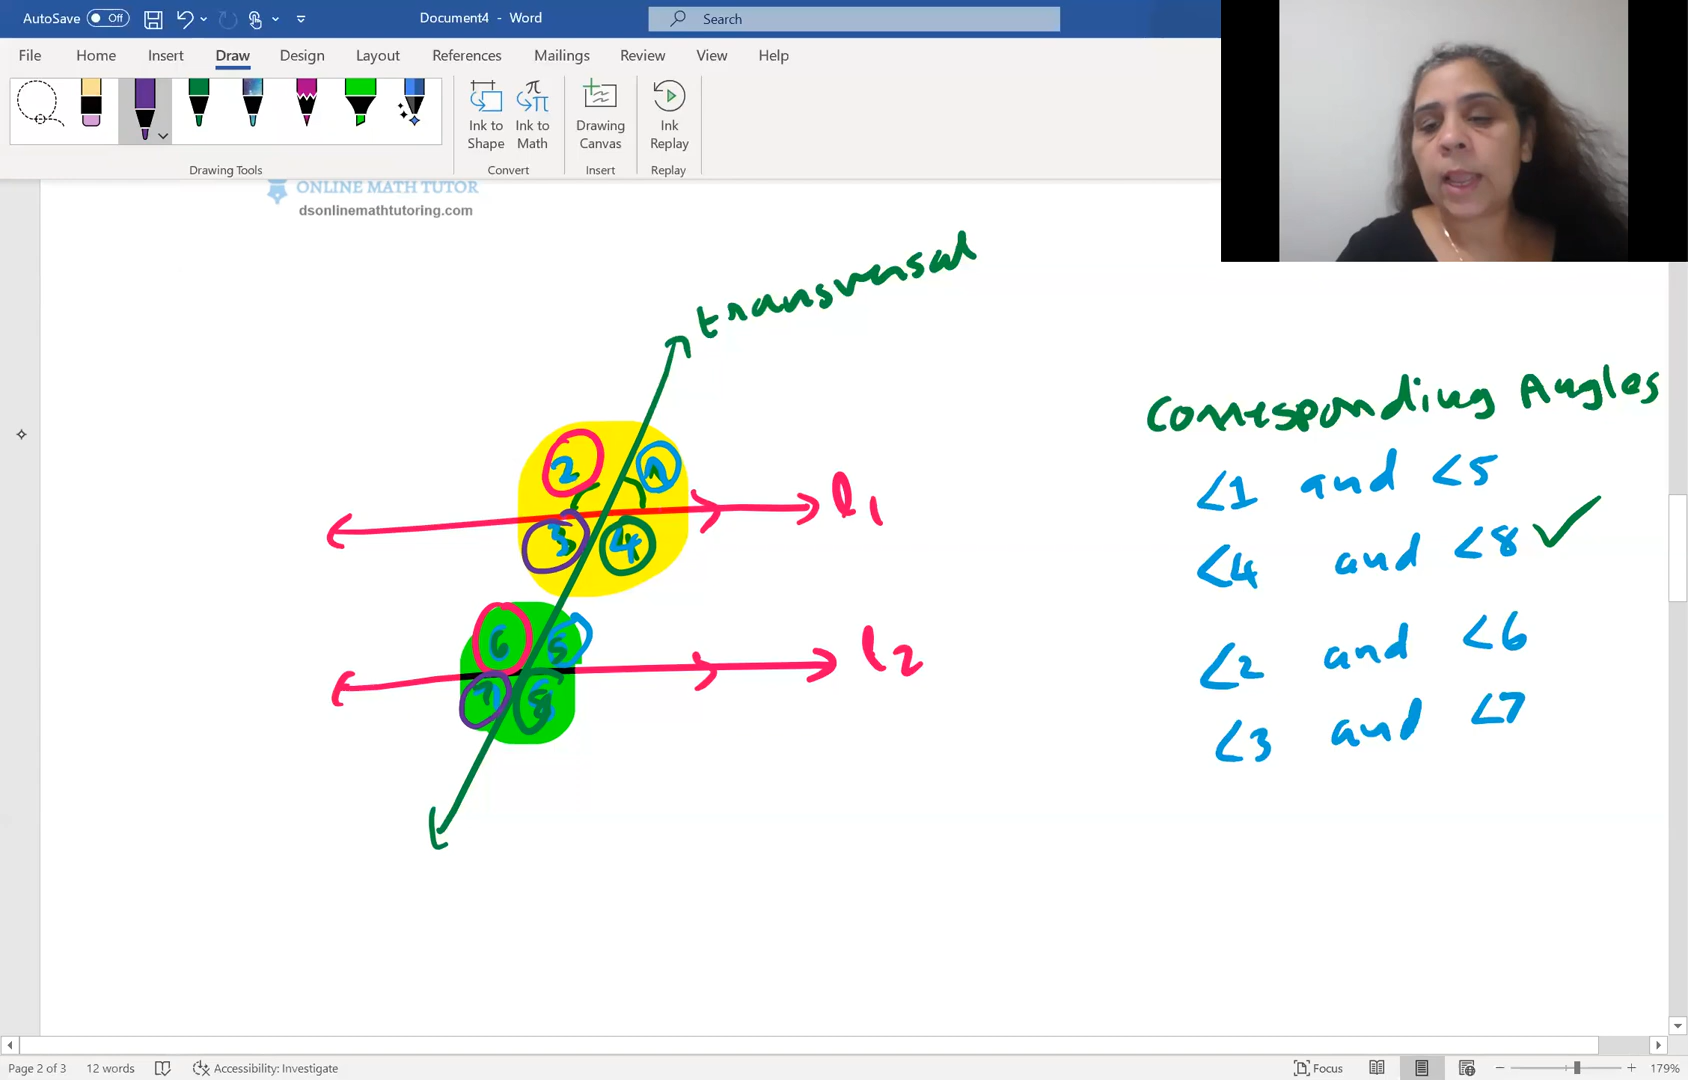 AutoSave Off
Document4 - Word
Search
File Home Insert Draw Design Layout References Mailings Review View Help
Ink to Shape
Ink to Math
Drawing Canvas
Ink Replay
Drawing Tools Convert Insert Replay
ONLINE MATH TUTOR
dsonlinemathtutoring.com
transversal
Corresponding Angles
2 1
l1
<1 and <5
3 4
<4 and <8 ✓
6 5
l2
<2 and <6
7 8
<3 and <7
Page 2 of 3 12 words Accessibility: Investigate Focus 179%